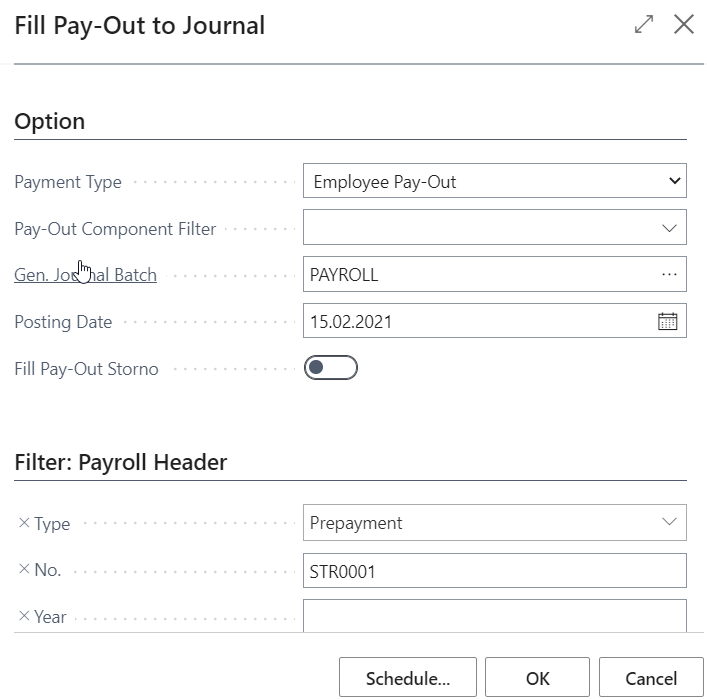 Fill Pay-Out to Journal
Option
Payment Type Employee Pay-Out
Pay-Out Component Filter
Gen. Journal Batch PAYROLL ...
Posting Date 15.02.2021
Fill Pay-Out Storno
Filter: Payroll Header
× Type Prepayment
× No. STR0001
× Year
Schedule... OK Cancel